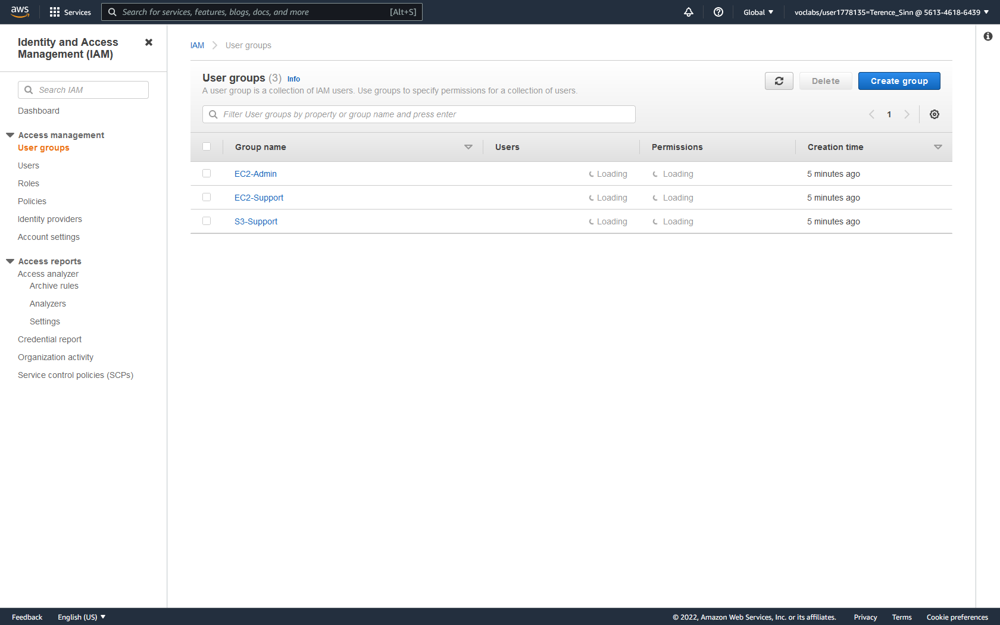 aws
Services
Search for services, features, blogs, docs, and more [Alt+S]
Global
voclabs/user1778135=Terence_Sinn @ 5613-4618-6439
Identity and Access
Management (IAM)
Search IAM
Dashboard
Access management
User groups
Users
Roles
Policies
Identity providers
Account settings
Access reports
Access analyzer
Archive rules
Analyzers
Settings
Credential report
Organization activity
Service control policies (SCPs)
IAM User groups
User groups (3) Info
A user group is a collection of IAM users. Use groups to specify permissions for a collection of users.
Delete
Create group
Filter User groups by property or group name and press enter
1
Group name Users Permissions Creation time
EC2-Admin Loading Loading 5 minutes ago
EC2-Support Loading Loading 5 minutes ago
S3-Support Loading Loading 5 minutes ago
Feedback English (US) © 2022, Amazon Web Services, Inc. or its affiliates. Privacy Terms Cookie preferences